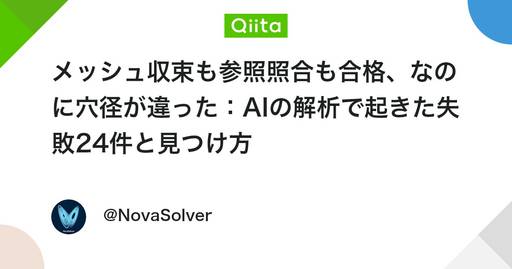 Qiita
メッシュ収束も参照照合も合格、なの
に穴径が違った：AIの解析で起きた失
敗24件と見つけ方
@NovaSolver